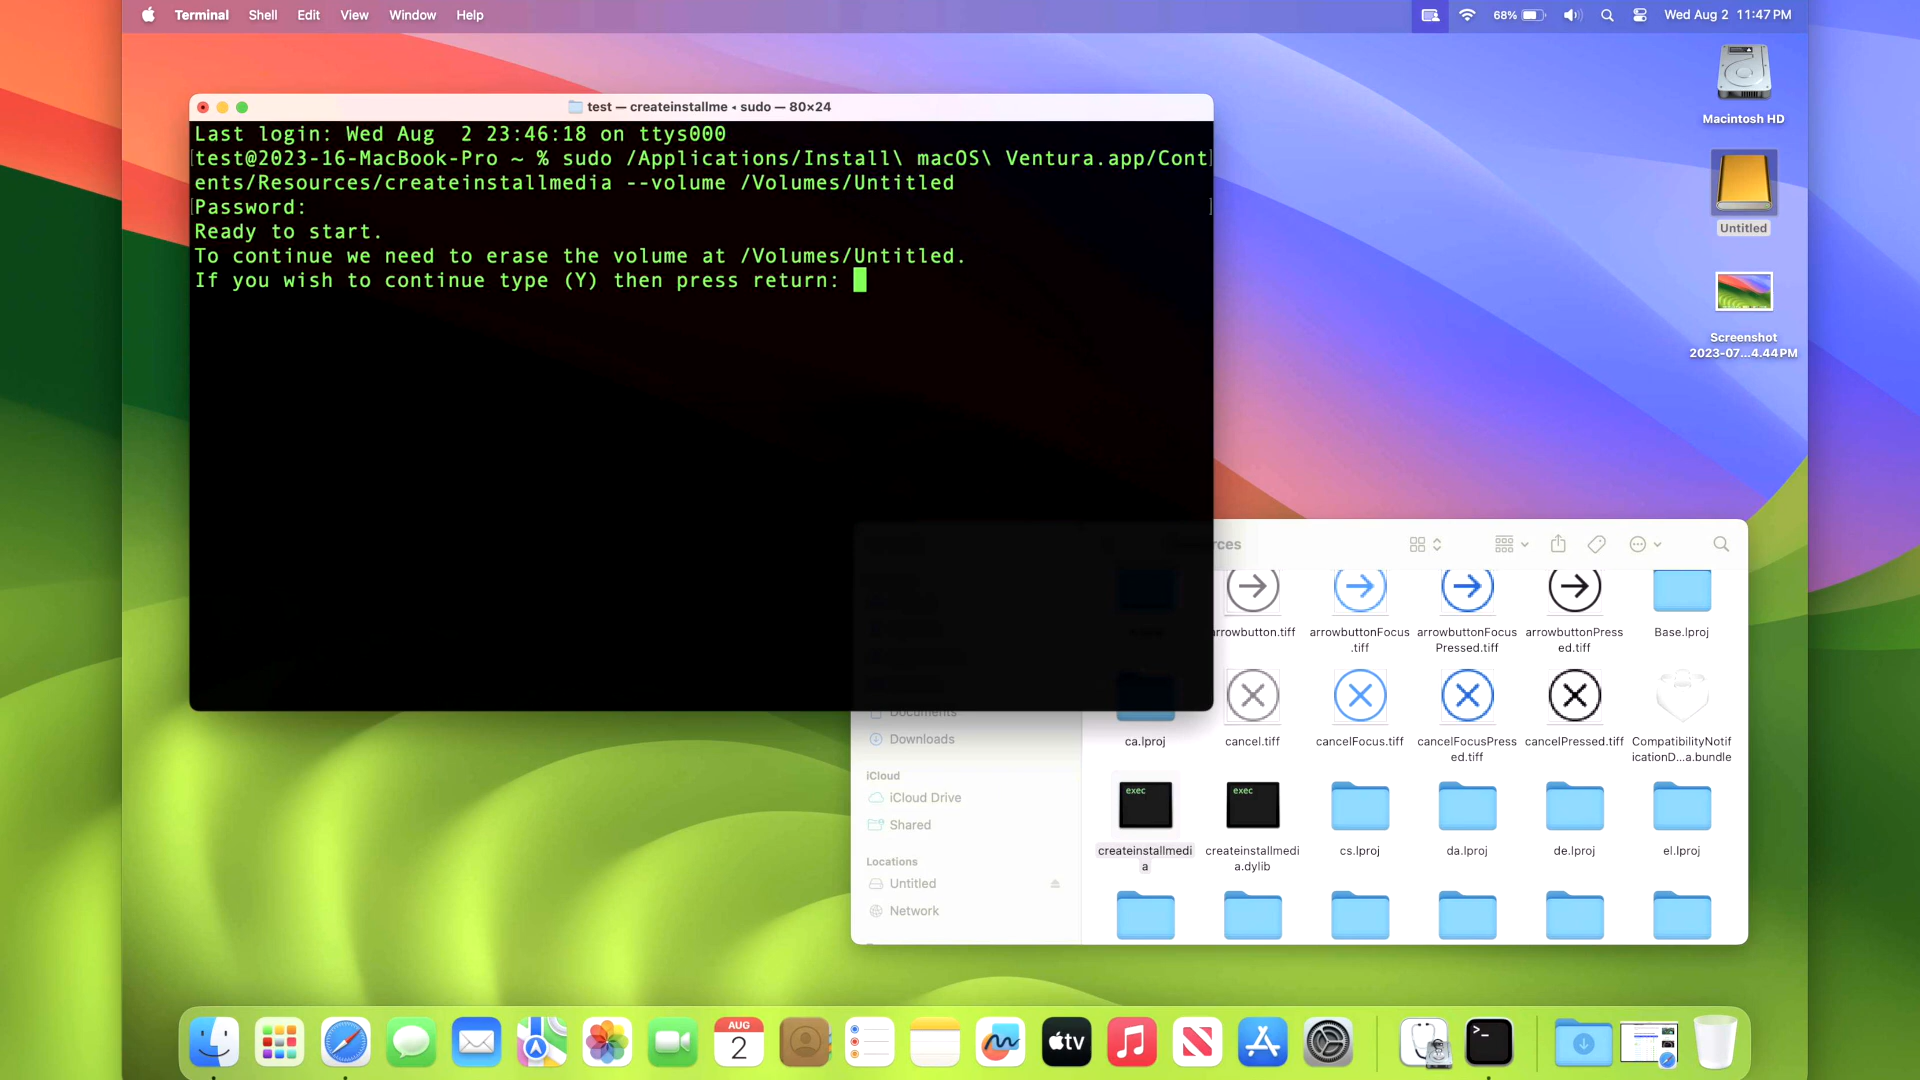 Terminal Shell Edit View Window Help
68%
Wed Aug 2 11:47 PM
Macintosh HD
Untitled
Screenshot
2023-07...4.44 PM
test — createinstallme ◂ sudo — 80×24
Last login: Wed Aug  2 23:46:18 on ttys000
[test@2023-16-MacBook-Pro ~ % sudo /Applications/Install\ macOS\ Ventura.app/Cont]
ents/Resources/createinstallmedia --volume /Volumes/Untitled
[Password: ]
Ready to start.
To continue we need to erase the volume at /Volumes/Untitled.
If you wish to continue type (Y) then press return:
rces
arrowbutton.tiff
arrowbuttonFocus
.tiff
arrowbuttonFocus
Pressed.tiff
arrowbuttonPress
ed.tiff
Base.lproj
Documents
Downloads
iCloud
iCloud Drive
Shared
Locations
Untitled
Network
ca.lproj
cancel.tiff
cancelFocus.tiff
cancelFocusPress
ed.tiff
cancelPressed.tiff
CompatibilityNotif
icationD...a.bundle
exec
createinstallmedi
a
exec
createinstallmedi
a.dylib
cs.lproj
da.lproj
de.lproj
el.lproj
AUG
2
tv
>_